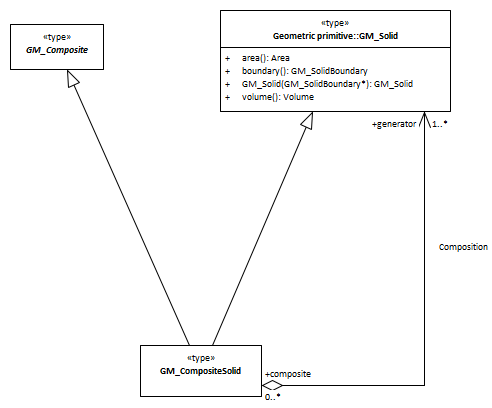 «type»
GM_Composite
«type»
Geometric primitive::GM_Solid
+ area(): Area
+ boundary(): GM_SolidBoundary
+ GM_Solid(GM_SolidBoundary*): GM_Solid
+ volume(): Volume
+generator
1..*
Composition
«type»
GM_CompositeSolid
+composite
0..*